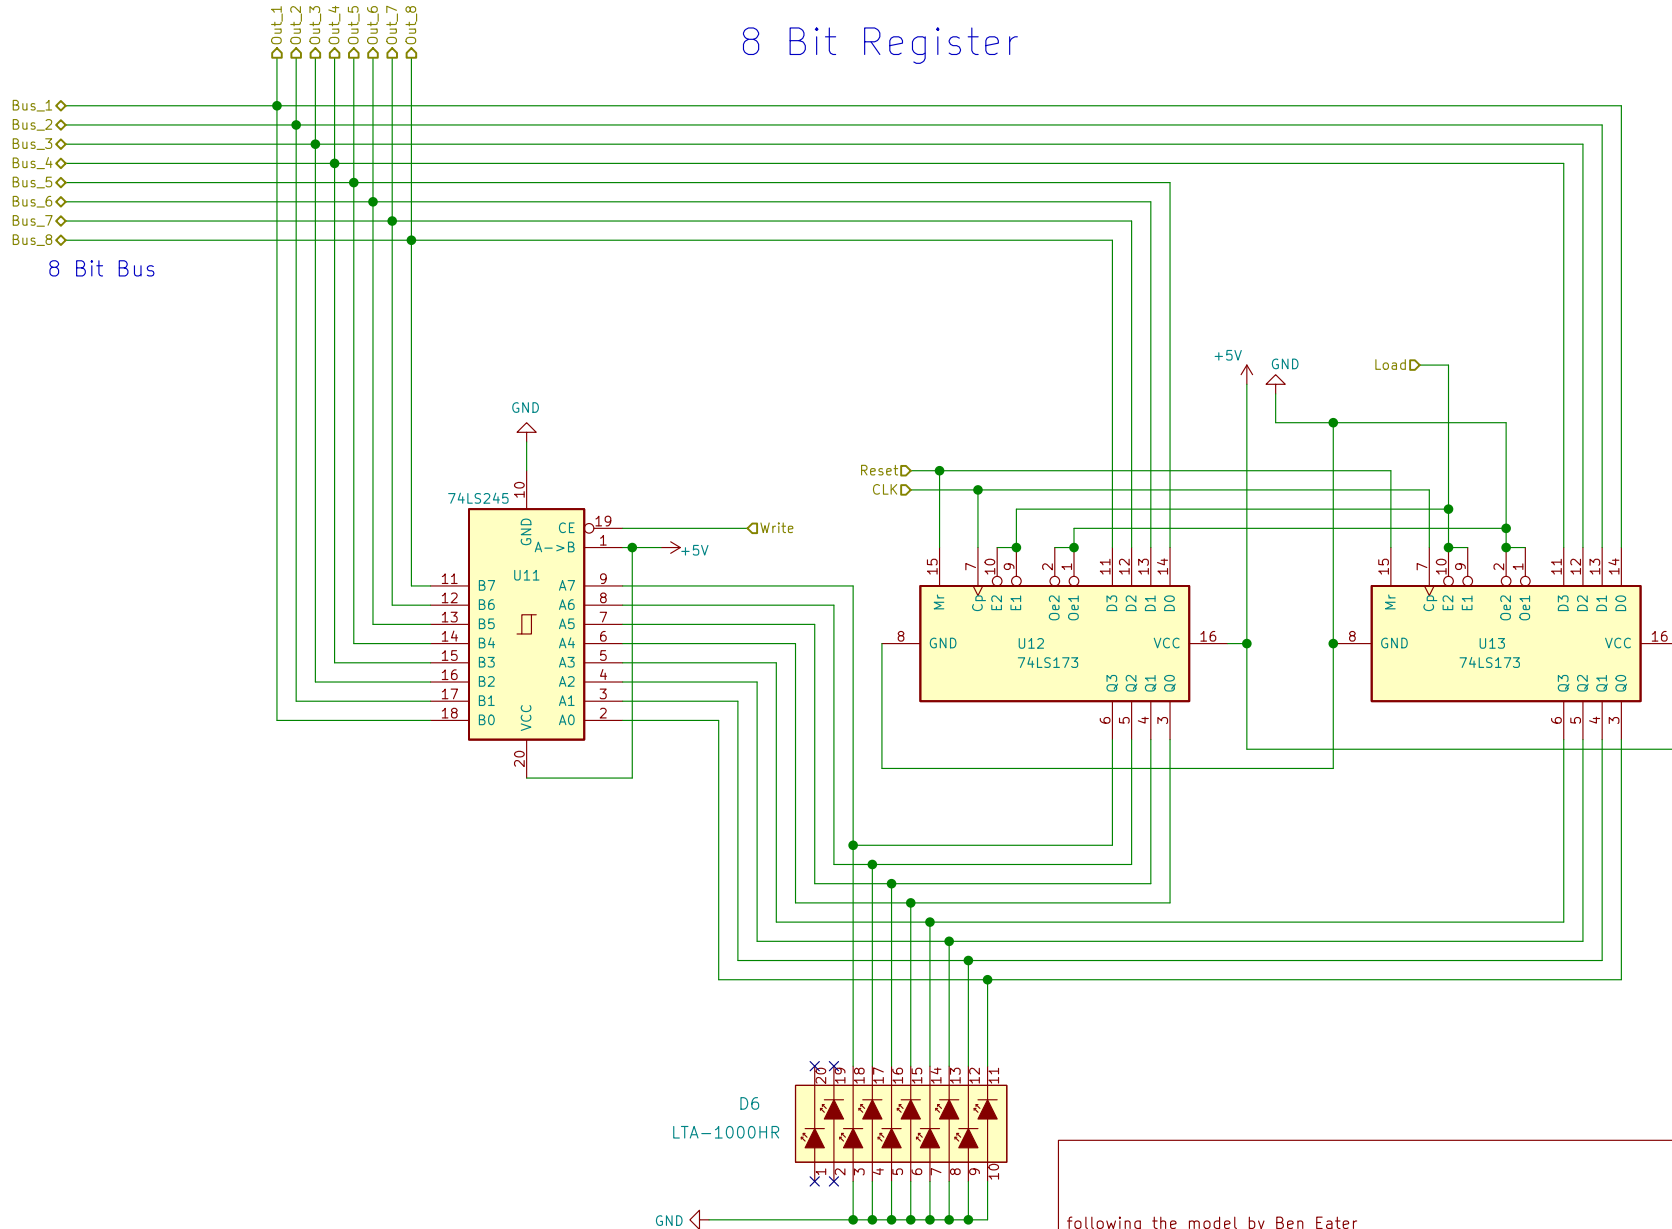 Out_1
Out_2
Out_3
Out_4
Out_5
Out_6
Out_7
Out_8
8 Bit Register
Bus_1
Bus_2
Bus_3
Bus_4
Bus_5
Bus_6
Bus_7
Bus_8
8 Bit Bus
+5V
GND
Load
GND
Reset
CLK
74LS245
10
GND
CE 19
Write
A->B 1
+5V
U11
11 B7 A7 9
12 B6 A6 8
13 B5 A5 7
14 B4 A4 6
15 B3 A3 5
16 B2 A2 4
17 B1 A1 3
18 B0 A0 2
VCC
20
15 7 10 9 2 1 11 12 13 14
Mr Cp E2 E1 Oe2 Oe1 D3 D2 D1 D0
8 GND U12 VCC 16
74LS173
Q3 Q2 Q1 Q0
6 5 4 3
15 7 10 9 2 1 11 12 13 14
Mr Cp E2 E1 Oe2 Oe1 D3 D2 D1 D0
8 GND U13 VCC 16
74LS173
Q3 Q2 Q1 Q0
6 5 4 3
20 19 18 17 16 15 14 13 12 11
D6
LTA-1000HR
1 2 3 4 5 6 7 8 9 10
GND
following the model by Ben Eater